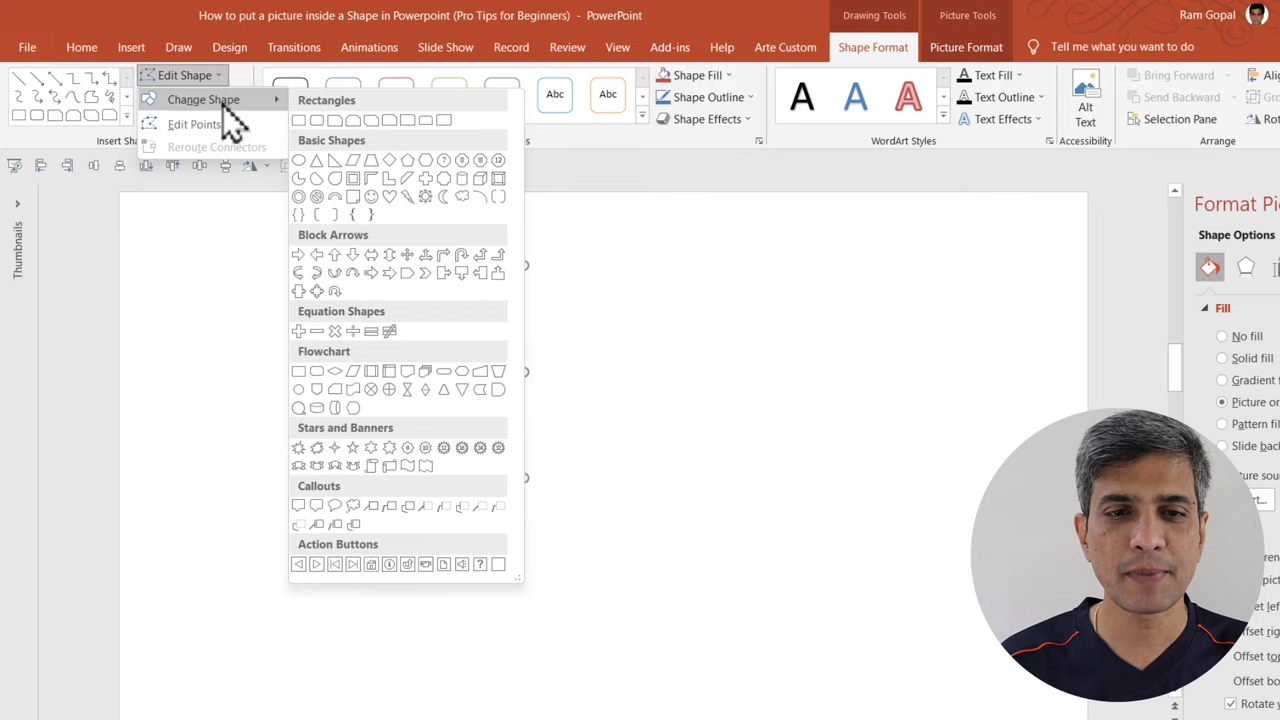 How to put a picture inside a Shape in Powerpoint (Pro Tips for Beginners) - PowerPoint
Drawing Tools
Picture Tools
Ram Gopal
File Home Insert Draw Design Transitions Animations Slide Show Record Review View Add-ins Help Arte Custom Shape Format Picture Format Tell me what you want to do
Edit Shape
Change Shape
Edit Points
Reroute Connectors
Insert Sh
Abc Abc
Shape Fill
Shape Outline
Shape Effects
A A A
Text Fill
Text Outline
Text Effects
WordArt Styles
Alt
Text
Accessibility
Bring Forward
Send Backward
Selection Pane
Arrange
Thumbnails
Rectangles
Basic Shapes
Block Arrows
Equation Shapes
Flowchart
Stars and Banners
Callouts
Action Buttons
Format Pic
Shape Options
Fill
No fill
Solid fill
Gradient f
Picture or
Pattern fil
Slide back
Offset rig
Offset top
Offset bo
Rotate